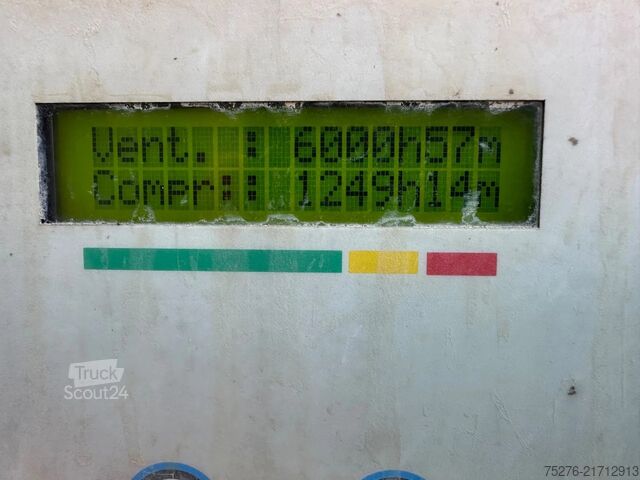 Vent. : 6000h57m
Compr.: 1249h14m
Truck
Scout24
75276-21712913